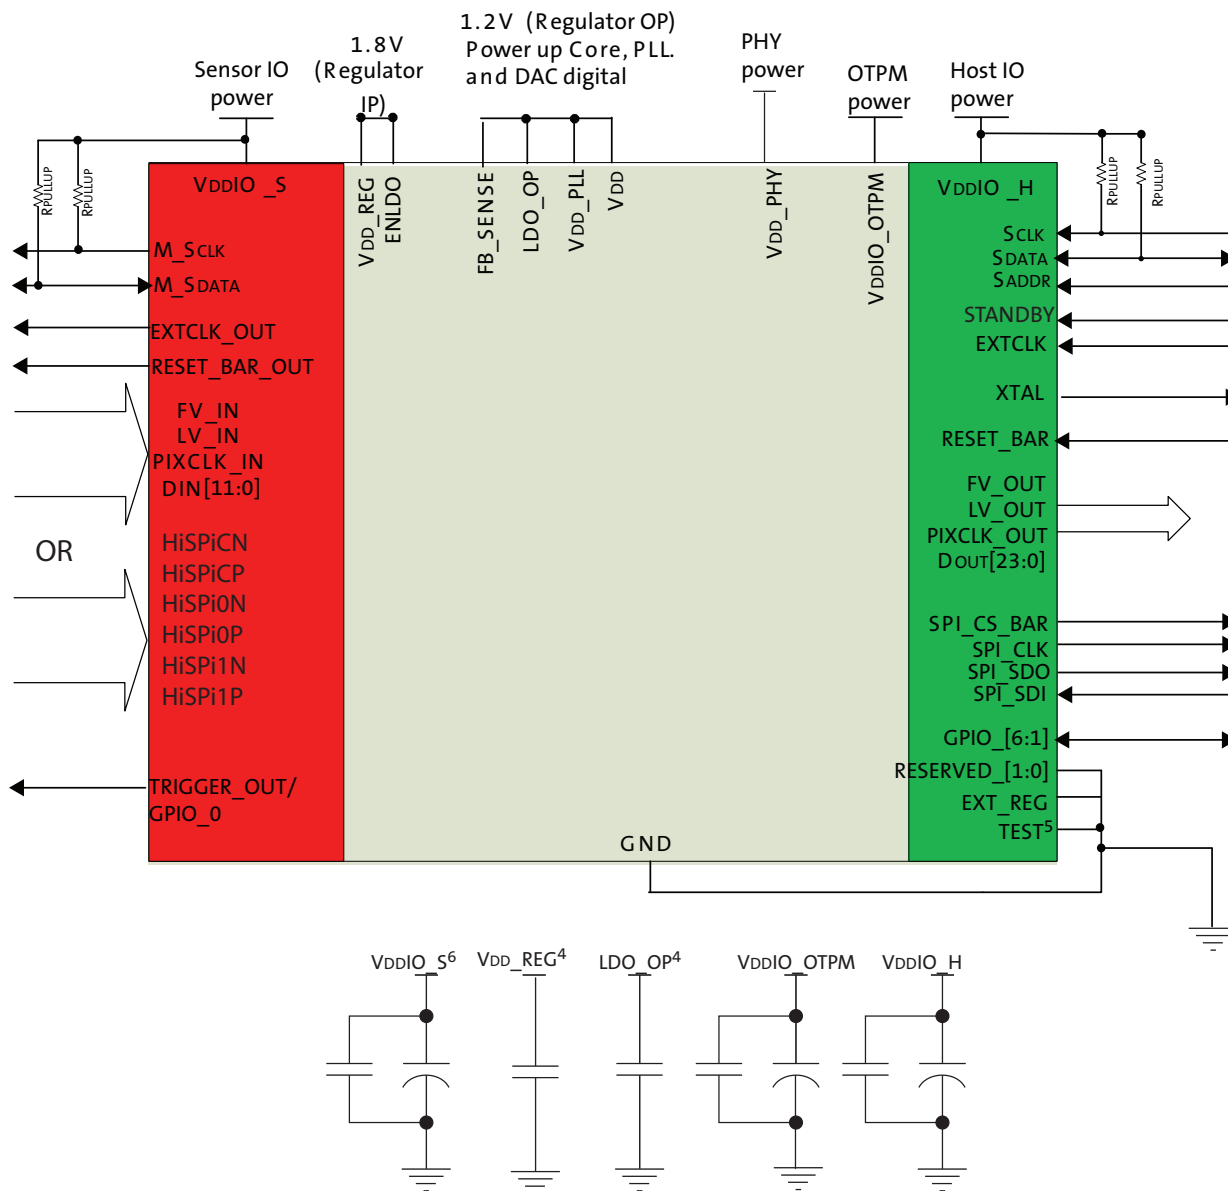 1.2V (Regulator OP)
Power up Core, PLL.
and DAC digital
1.8V
(Regulator
IP)
Sensor IO
power
PHY
power
OTPM
power
Host IO
power
RPULLUP
RPULLUP
RPULLUP
RPULLUP
VDDIO _S
VDD_REG
ENLDO
FB_SENSE
LDO_OP
VDD_PLL
VDD
VDD_PHY
VDDIO_OTPM
VDDIO _H
M_SCLK
M_SDATA
EXTCLK_OUT
RESET_BAR_OUT
FV_IN
LV_IN
PIXCLK_IN
DIN[11:0]
OR
HiSPiCN
HiSPiCP
HiSPi0N
HiSPi0P
HiSPi1N
HiSPi1P
TRIGGER_OUT/
GPIO_0
SCLK
SDATA
SADDR
STANDBY
EXTCLK
XTAL
RESET_BAR
FV_OUT
LV_OUT
PIXCLK_OUT
DOUT[23:0]
SPI_CS_BAR
SPI_CLK
SPI_SDO
SPI_SDI
GPIO_[6:1]
RESERVED_[1:0]
EXT_REG
TEST5
GND
VDDIO_S6
VDD_REG4
LDO_OP4
VDDIO_OTPM
VDDIO_H